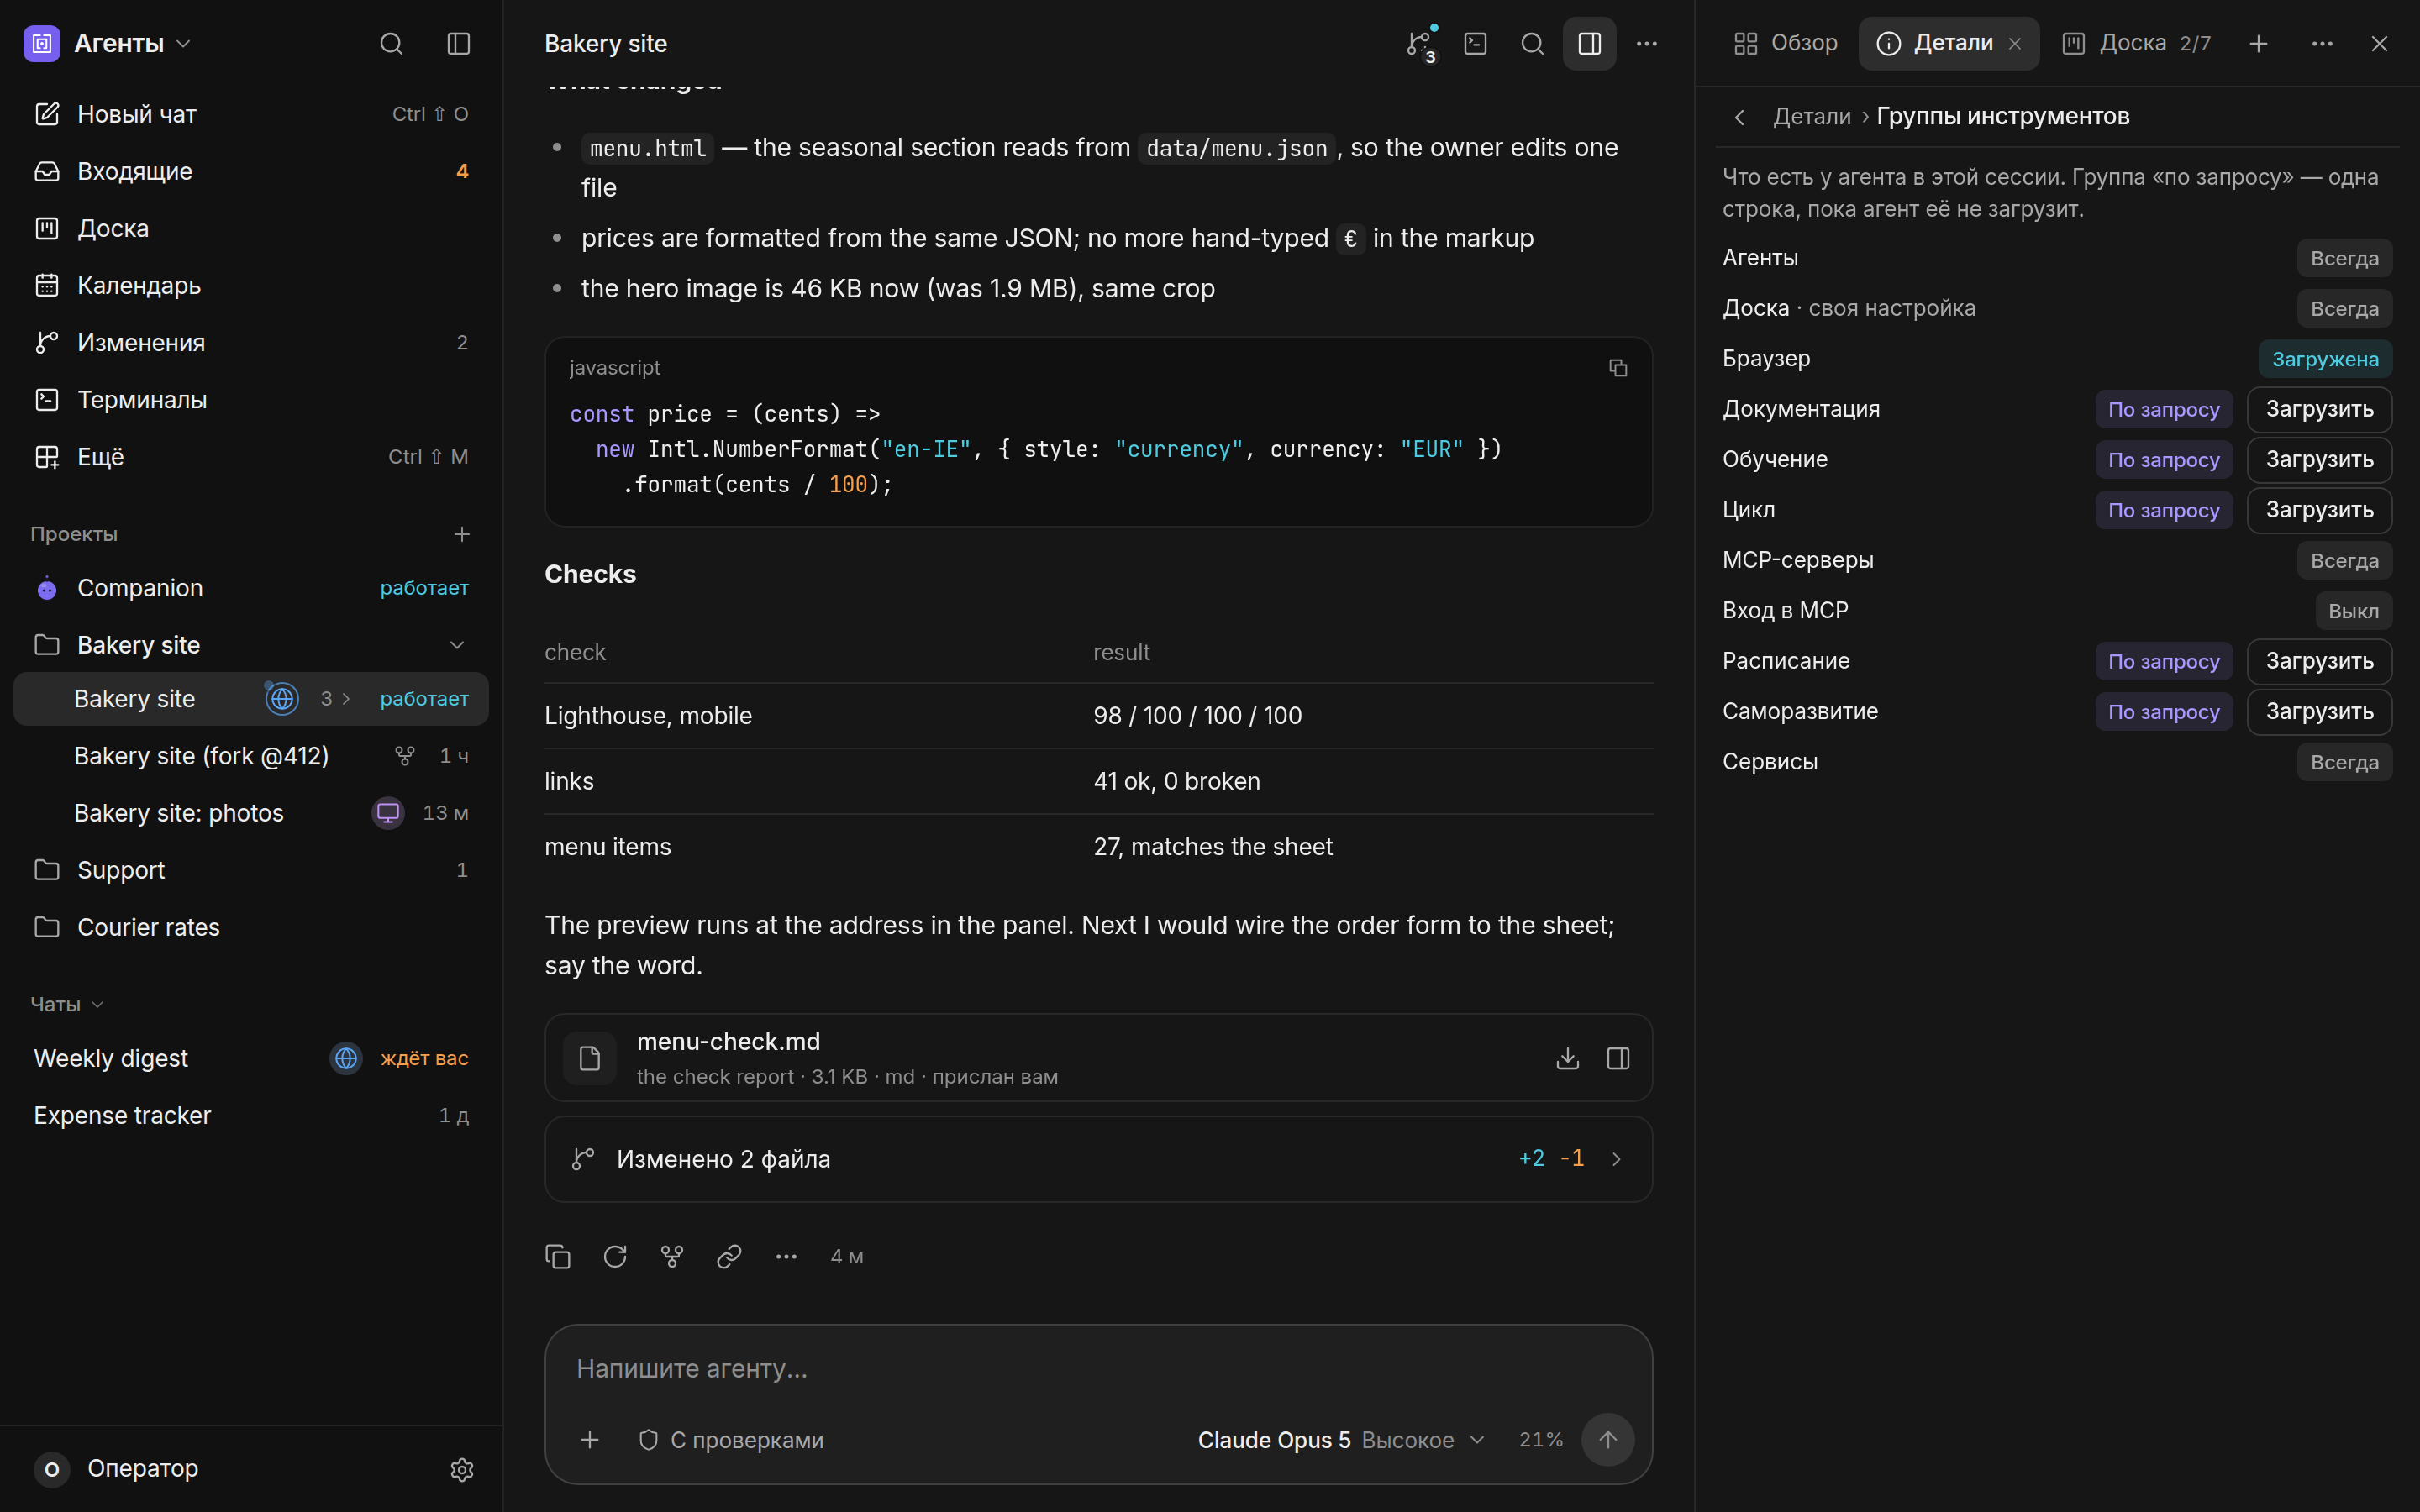 Агенты
Новый чат Ctrl ⇧ O
Входящие 4
Доска
Календарь
Изменения 2
Терминалы
Ещё Ctrl ⇧ M
Проекты
Companion работает
Bakery site
Bakery site 3 работает
Bakery site (fork @412) 1 ч
Bakery site: photos 13 м
Support 1
Courier rates
Чаты
Weekly digest ждёт вас
Expense tracker 1 д
О Оператор
Bakery site 3
What changed
• menu.html — the seasonal section reads from data/menu.json, so the owner edits one
file
• prices are formatted from the same JSON; no more hand-typed € in the markup
• the hero image is 46 KB now (was 1.9 MB), same crop
javascript
const price = (cents) =>
new Intl.NumberFormat("en-IE", { style: "currency", currency: "EUR" })
.format(cents / 100);
Checks
check result
Lighthouse, mobile 98 / 100 / 100 / 100
links 41 ok, 0 broken
menu items 27, matches the sheet
The preview runs at the address in the panel. Next I would wire the order form to the sheet;
say the word.
menu-check.md
the check report · 3.1 KB · md · прислан вам
Изменено 2 файла +2 -1
4 м
Напишите агенту...
С проверками Claude Opus 5 Высокое 21%
Обзор Детали Доска 2/7
Детали › Группы инструментов
Что есть у агента в этой сессии. Группа «по запросу» — одна
строка, пока агент её не загрузит.
Агенты Всегда
Доска · своя настройка Всегда
Браузер Загружена
Документация По запросу Загрузить
Обучение По запросу Загрузить
Цикл По запросу Загрузить
MCP-серверы Всегда
Вход в MCP Выкл
Расписание По запросу Загрузить
Саморазвитие По запросу Загрузить
Сервисы Всегда